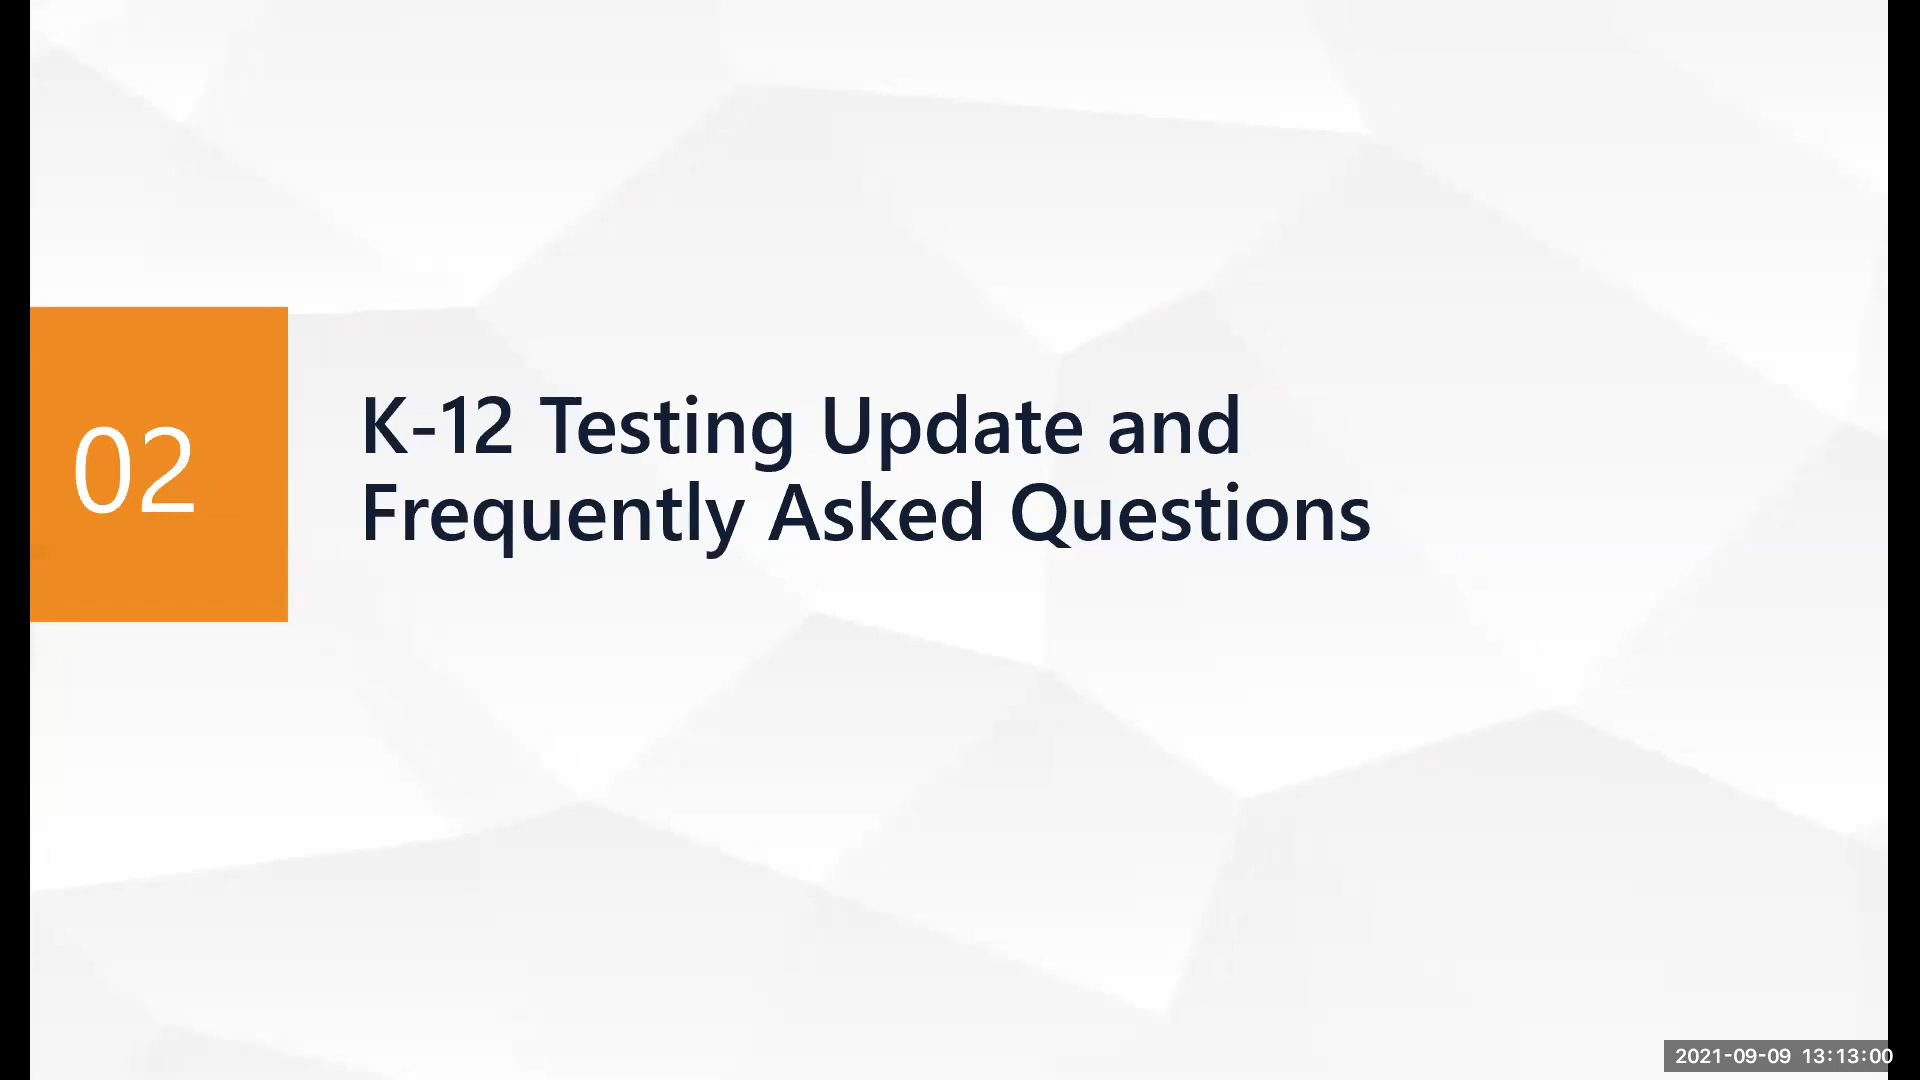 02
K-12 Testing Update and
Frequently Asked Questions
2021-09-09 13:13:00